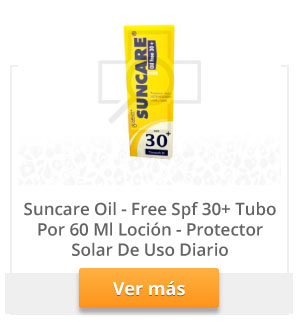 SUNCARE
Oil free 30+
30+
Suncare Oil - Free Spf 30+ Tubo
Por 60 Ml Loción - Protector
Solar De Uso Diario
Ver más